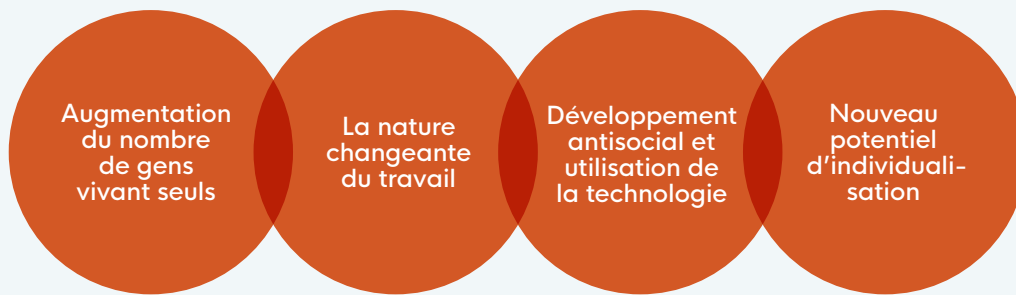 Augmentation
du nombre
de gens
vivant seuls
La nature
changeante
du travail
Développement
antisocial et
utilisation de
la technologie
Nouveau
potentiel
d'individuali-
sation